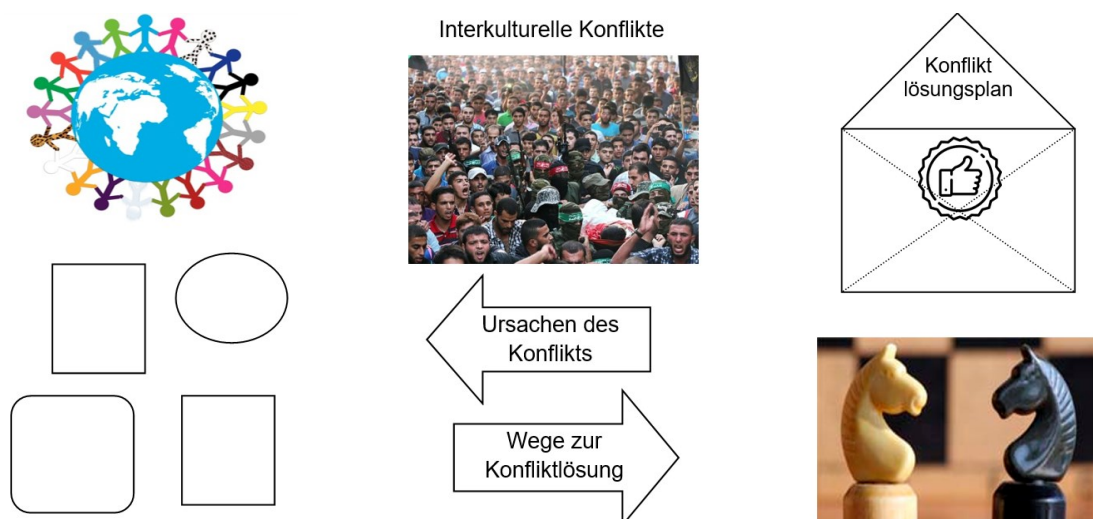 Interkulturelle Konflikte
Konflikt
lösungsplan
Ursachen des
Konflikts
Wege zur
Konfliktlösung